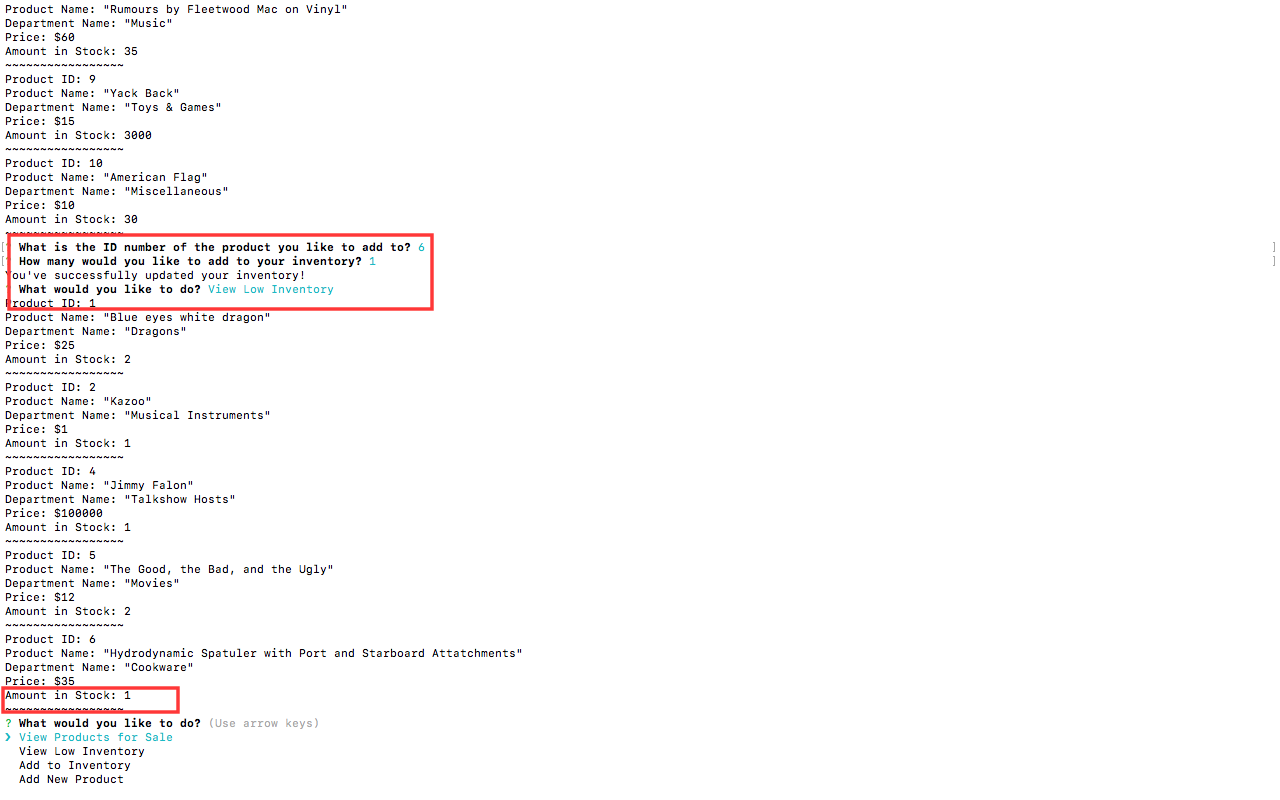 Product Name: "Rumours by Fleetwood Mac on Vinyl"
Department Name: "Music"
Price: $60
Amount in Stock: 35
~~~~~~~~~~~~~~~~~
Product ID: 9
Product Name: "Yack Back"
Department Name: "Toys & Games"
Price: $15
Amount in Stock: 3000
~~~~~~~~~~~~~~~~~
Product ID: 10
Product Name: "American Flag"
Department Name: "Miscellaneous"
Price: $10
Amount in Stock: 30
~~~~~~~~~~~~~~~~~
[ What is the ID number of the product you like to add to? 6 ]
[ How many would you like to add to your inventory? 1 ]
You've successfully updated your inventory!
What would you like to do? View Low Inventory
Product ID: 1
Product Name: "Blue eyes white dragon"
Department Name: "Dragons"
Price: $25
Amount in Stock: 2
~~~~~~~~~~~~~~~~~
Product ID: 2
Product Name: "Kazoo"
Department Name: "Musical Instruments"
Price: $1
Amount in Stock: 1
~~~~~~~~~~~~~~~~~
Product ID: 4
Product Name: "Jimmy Falon"
Department Name: "Talkshow Hosts"
Price: $100000
Amount in Stock: 1
~~~~~~~~~~~~~~~~~
Product ID: 5
Product Name: "The Good, the Bad, and the Ugly"
Department Name: "Movies"
Price: $12
Amount in Stock: 2
~~~~~~~~~~~~~~~~~
Product ID: 6
Product Name: "Hydrodynamic Spatuler with Port and Starboard Attatchments"
Department Name: "Cookware"
Price: $35
Amount in Stock: 1
~~~~~~~~~~~~~~~~~
? What would you like to do? (Use arrow keys)
❯ View Products for Sale
View Low Inventory
Add to Inventory
Add New Product